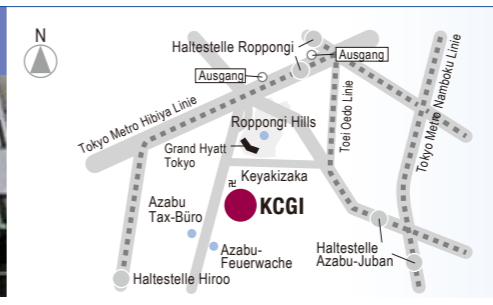 N
Haltestelle Roppongi
Ausgang
Ausgang
Tokyo Metro Hibiya Linie
Toei Oedo Linie
Tokyo Metro Namboku Linie
Roppongi Hills
Grand Hyatt
Tokyo
Keyakizaka
卍
KCGI
Azabu
Tax-Büro
Azabu-
Feuerwache
Haltestelle
Azabu-Juban
Haltestelle Hiroo